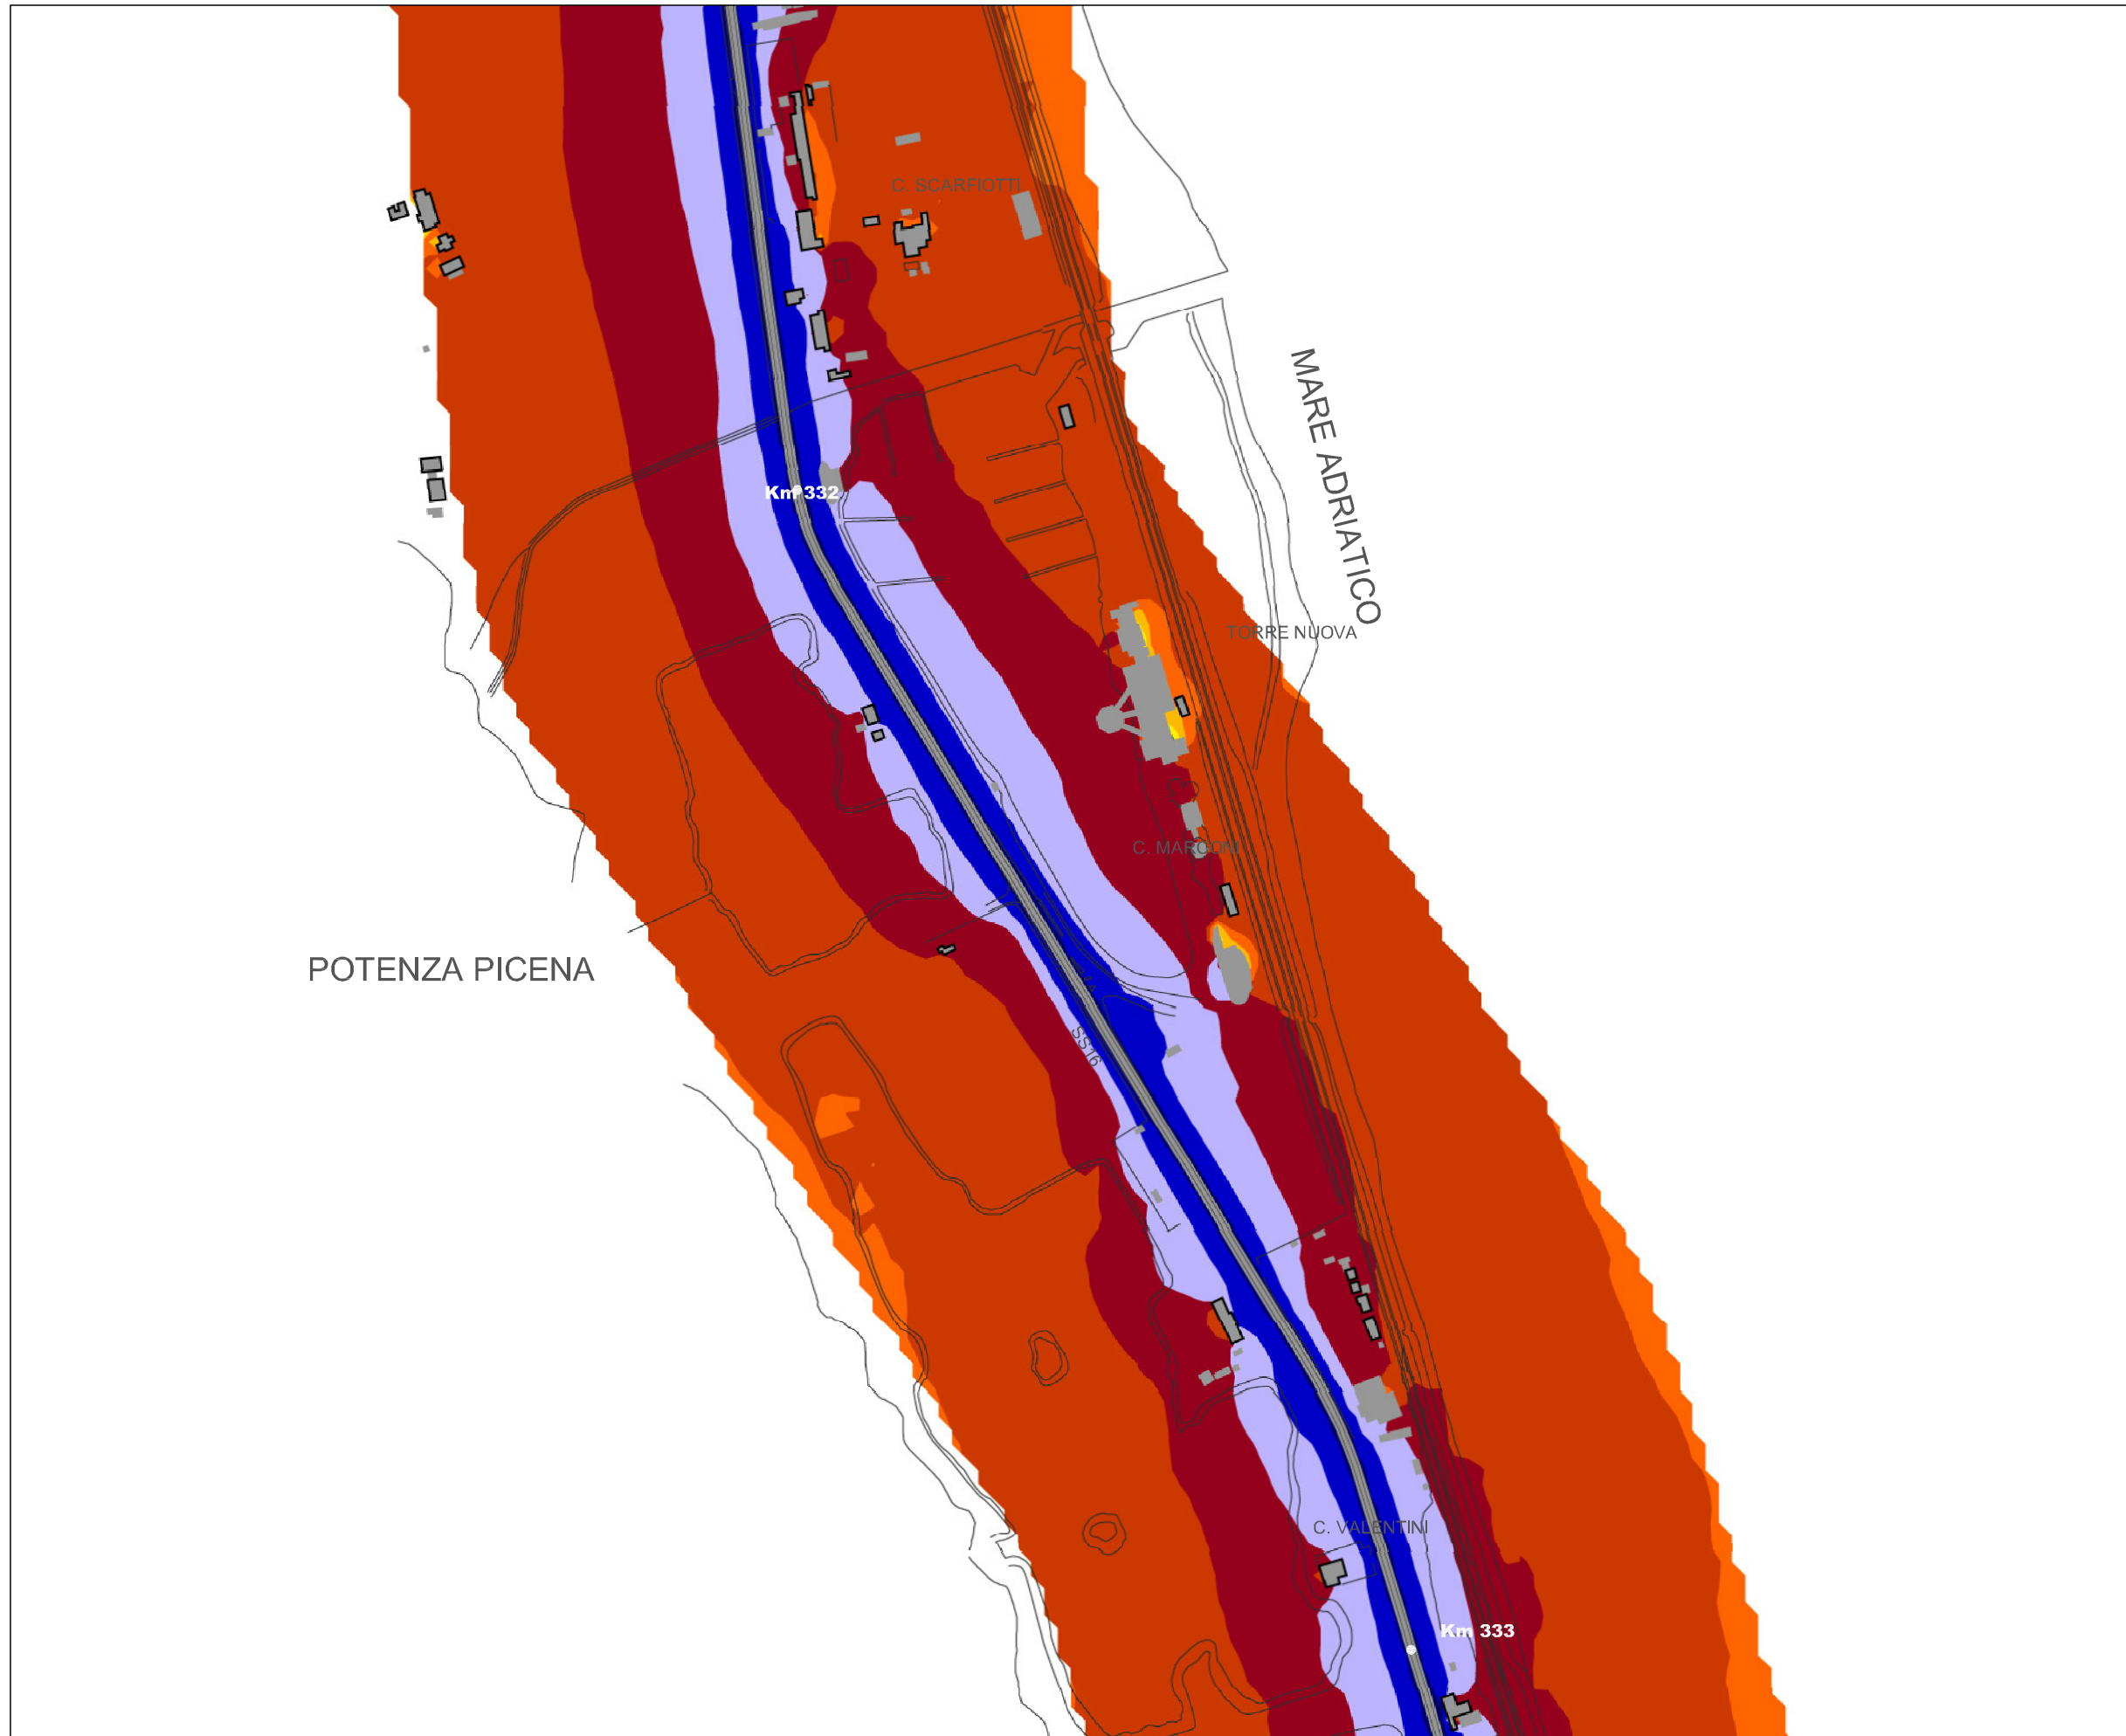 C. SCARFIOTTI
MARE ADRIATICO
Km 332
TORRE NUOVA
C. MARCONI
POTENZA PICENA
SS16
C. VALENTINI
Km 333